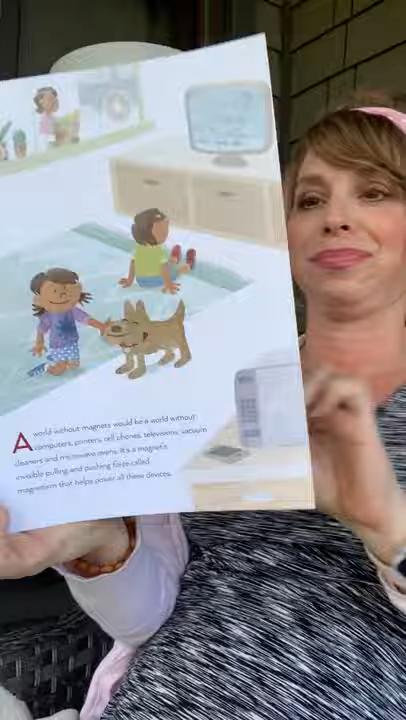 A world without magnets would be a world without
computers, printers, cell phones, televisions, vacuum
cleaners and microwave ovens. It's a magnet's
invisible pulling and pushing force called
magnetism that helps power all these devices.